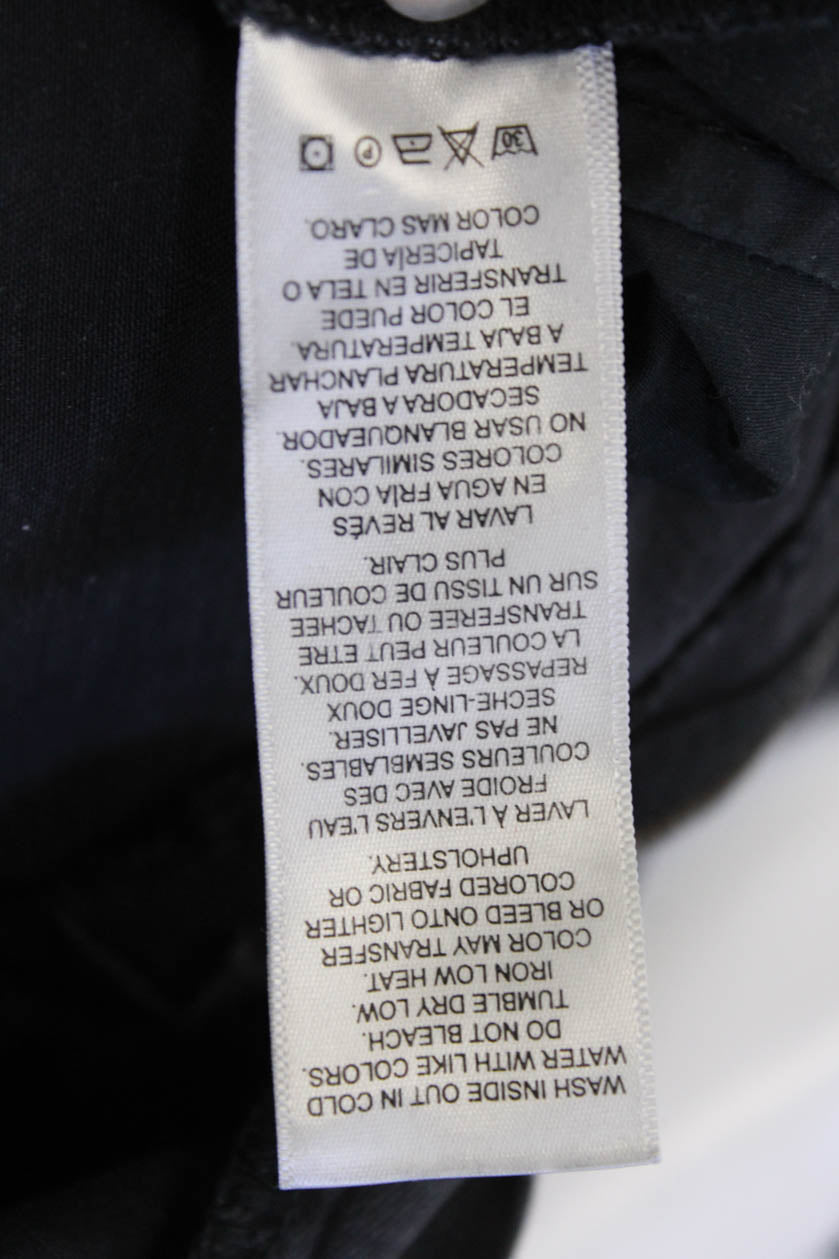 WASH INSIDE OUT IN COLD
WATER WITH LIKE COLORS.
DO NOT BLEACH.
TUMBLE DRY LOW.
IRON LOW HEAT.
COLOR MAY TRANSFER
OR BLEED ONTO LIGHTER
COLORED FABRIC OR
UPHOLSTERY.
LAVER À L'ENVERS L'EAU
FROIDE AVEC DES
COULEURS SEMBLABLES.
NE PAS JAVELLISER.
SECHE-LINGE DOUX
REPASSAGE À FER DOUX.
LA COULEUR PEUT ETRE
TRANSFEREE OU TACHEE
SUR UN TISSU DE COULEUR
PLUS CLAIR.
LAVAR AL REVÉS
EN AGUA FRÍA CON
COLORES SIMILARES.
NO USAR BLANQUEADOR.
SECADORA A BAJA
TEMPERATURA PLANCHAR
A BAJA TEMPERATURA.
EL COLOR PUEDE
TRANSFERIR EN TELA O
TAPICERÍA DE
COLOR MAS CLARO.
30 P